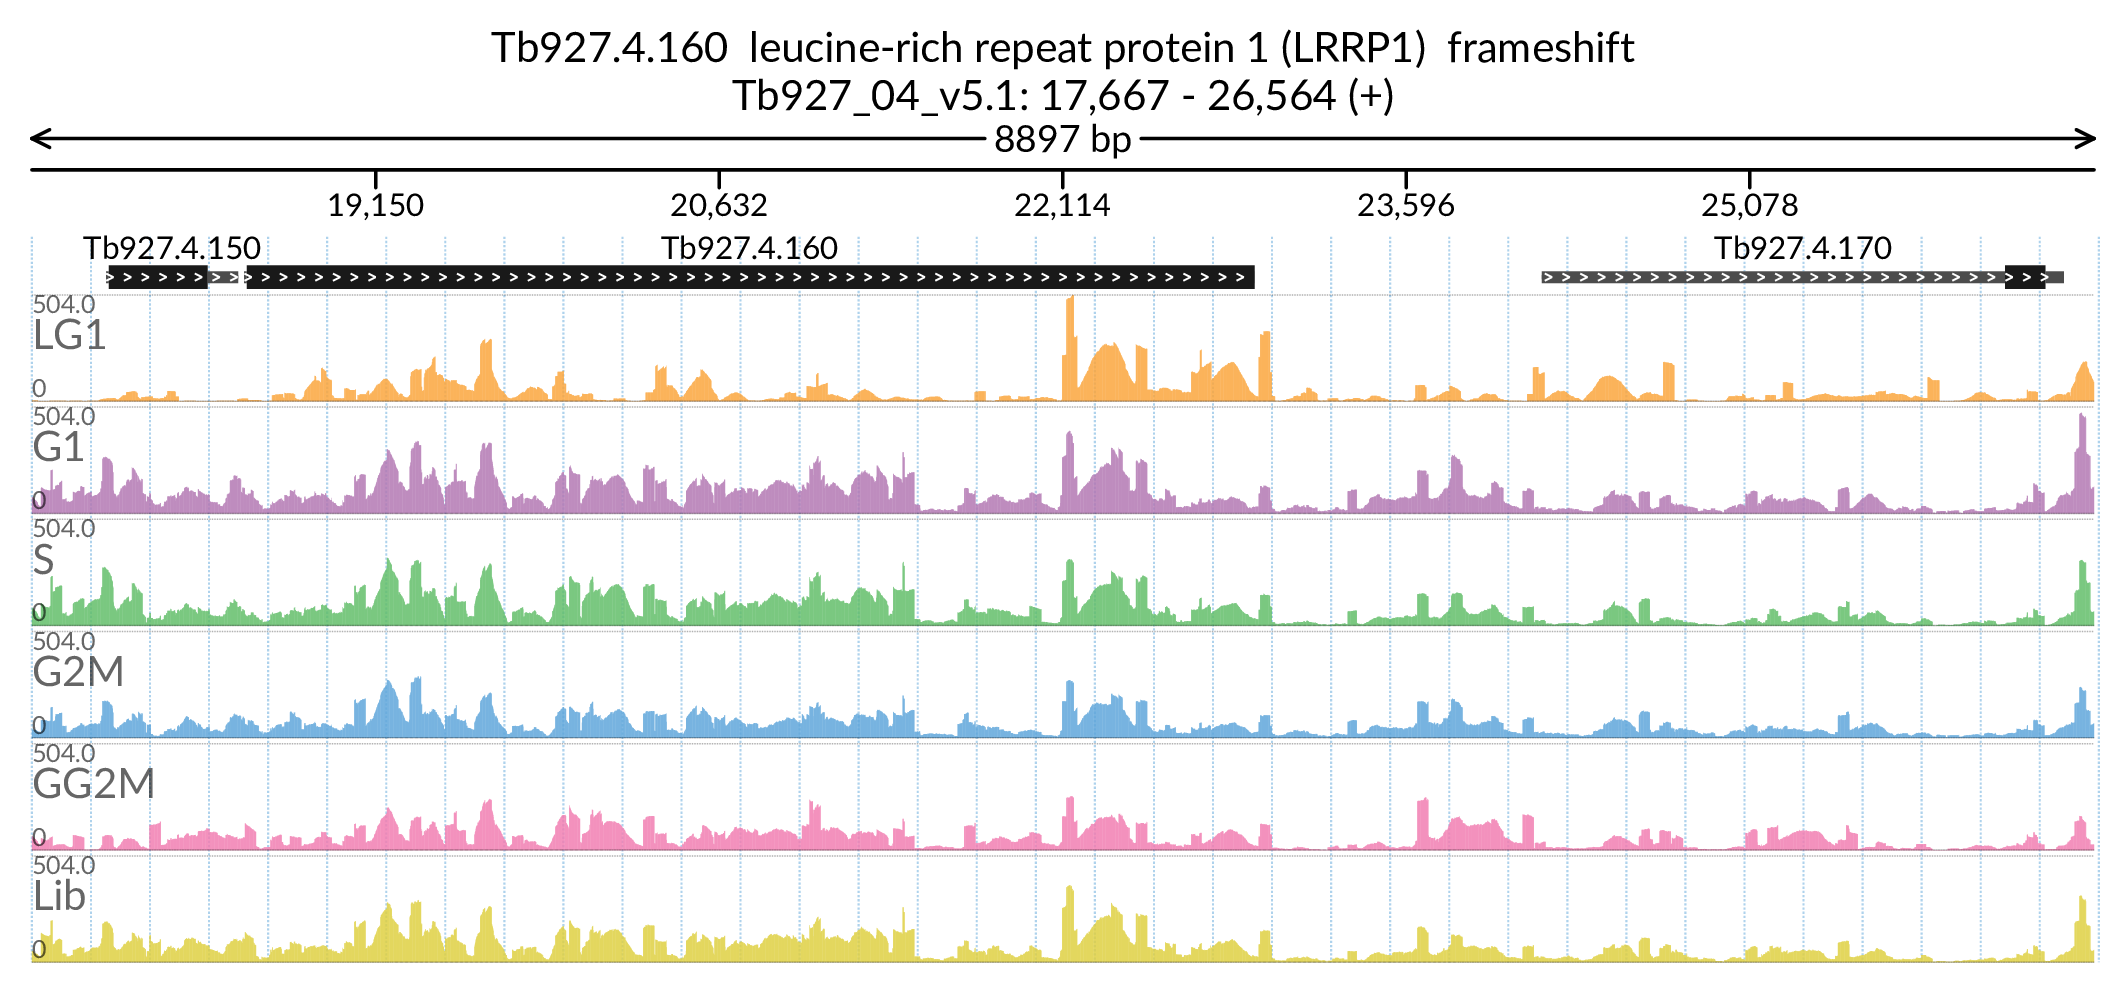 Tb927.4.160 leucine-rich repeat protein 1 (LRRP1) frameshift
Tb927_04_v5.1: 17,667 - 26,564 (+)
8897 bp
19,150 20,632 22,114 23,596 25,078
Tb927.4.150 Tb927.4.160 Tb927.4.170
504.0
LG1
0
504.0
G1
0
504.0
S
0
504.0
G2M
0
504.0
GG2M
0
504.0
Lib
0